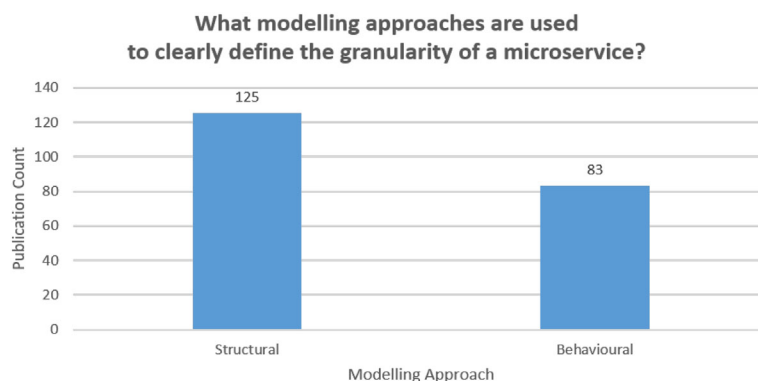 What modelling approaches are used
to clearly define the granularity of a microservice?
140
120
100
80
60
40
20
0
Publication Count
125
83
Structural
Behavioural
Modelling Approach